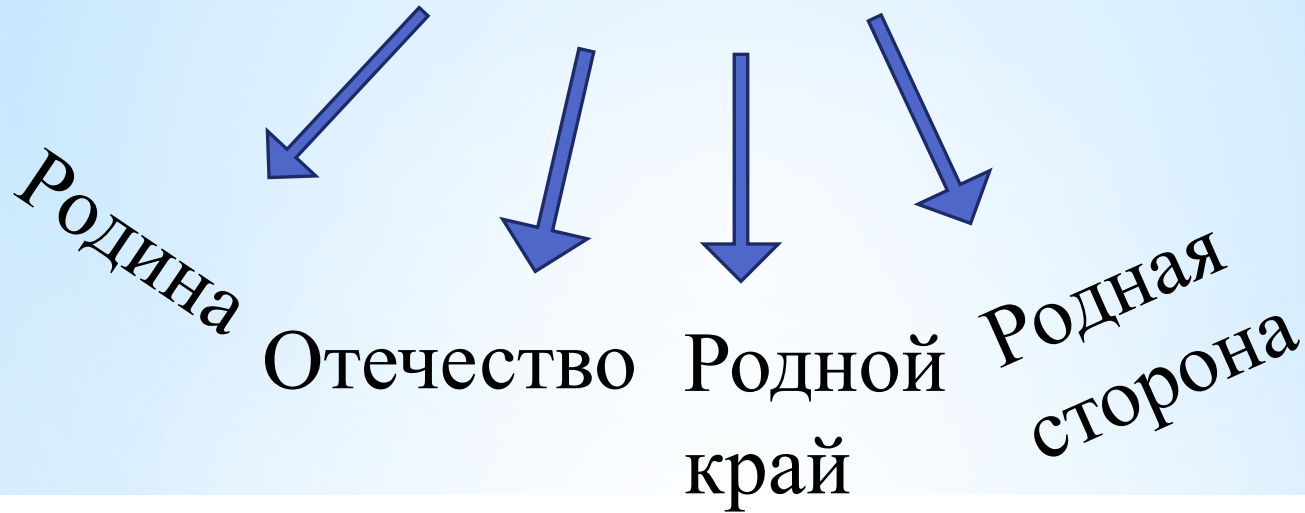 Родина
Отечество
Родной
край
Родная
сторона